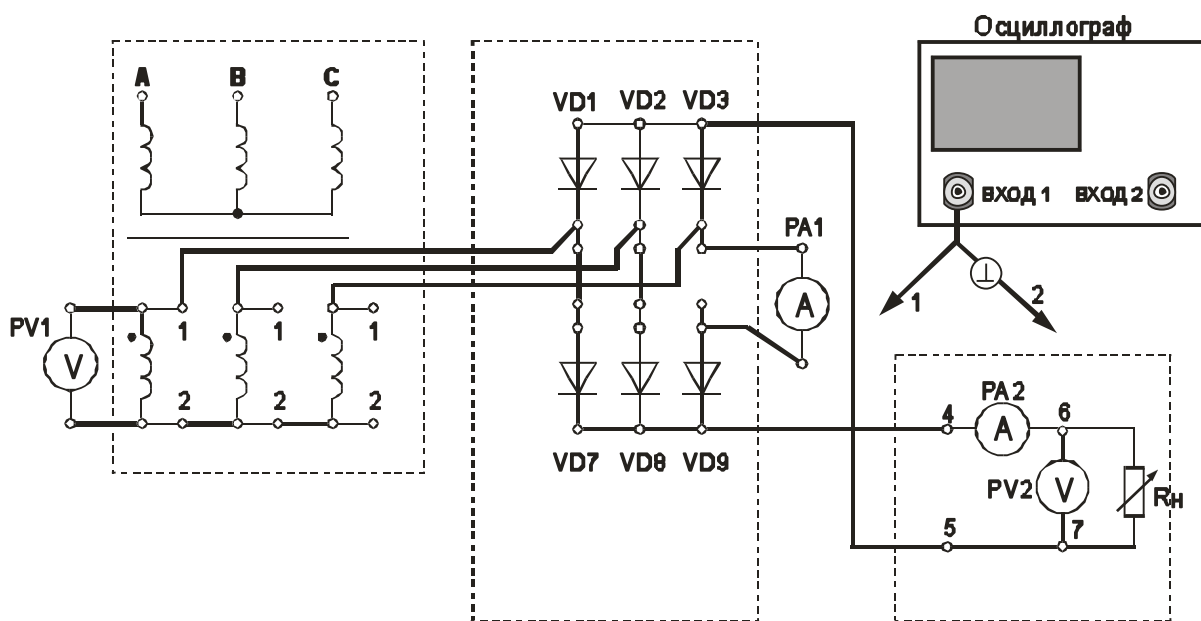 Осциллограф
A B C
VD1 VD2 VD3
ВХОД 1 ВХОД 2
PA1
A
1 2
PV1
V
1 1 1
2 2 2
PA2
4 A 6
VD7 VD8 VD9
PV2 V
Rн
5 7